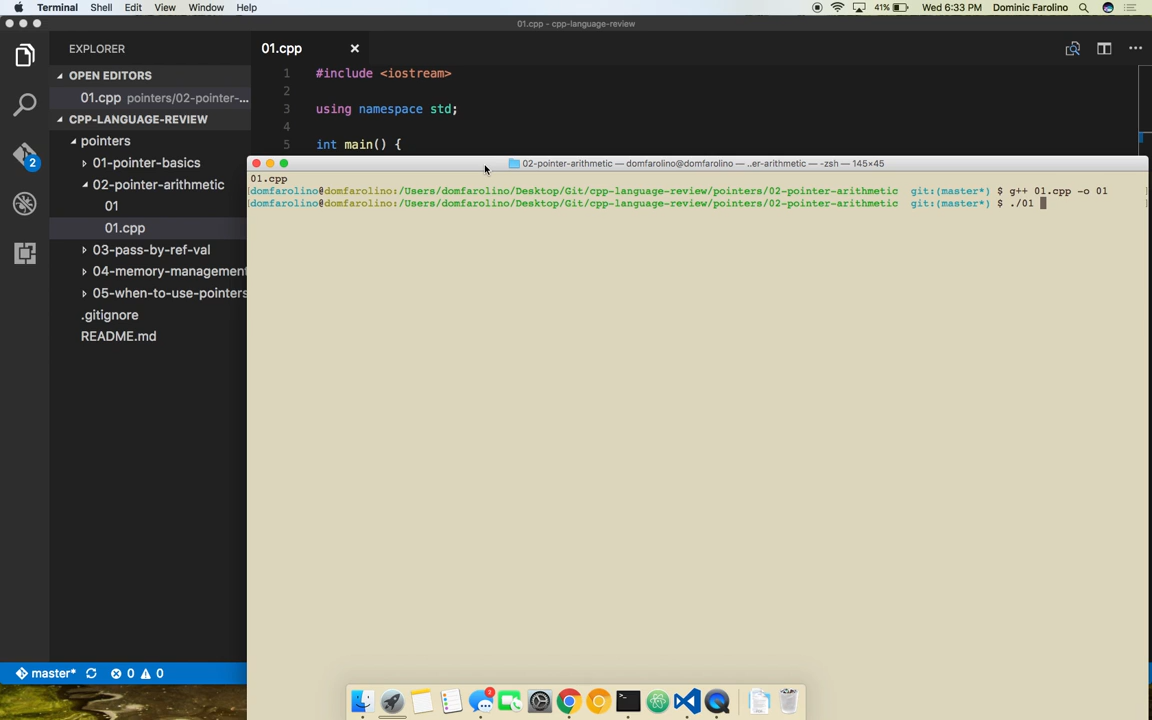 Terminal Shell Edit View Window Help 41% Wed 6:33 PM Dominic Farolino
01.cpp - cpp-language-review
EXPLORER
01.cpp
OPEN EDITORS
01.cpp pointers/02-pointer-...
CPP-LANGUAGE-REVIEW
pointers
01-pointer-basics
02-pointer-arithmetic
01
01.cpp
03-pass-by-ref-val
04-memory-management
05-when-to-use-pointers
.gitignore
README.md
2
1 #include <iostream>
2
3 using namespace std;
4
5 int main() {
02-pointer-arithmetic — domfarolino@domfarolino — ..er-arithmetic — -zsh — 145×45
01.cpp
[domfarolino@domfarolino:/Users/domfarolino/Desktop/Git/cpp-language-review/pointers/02-pointer-arithmetic git:(master*) $ g++ 01.cpp -o 01 ]
[domfarolino@domfarolino:/Users/domfarolino/Desktop/Git/cpp-language-review/pointers/02-pointer-arithmetic git:(master*) $ ./01 ]
master* 0 0